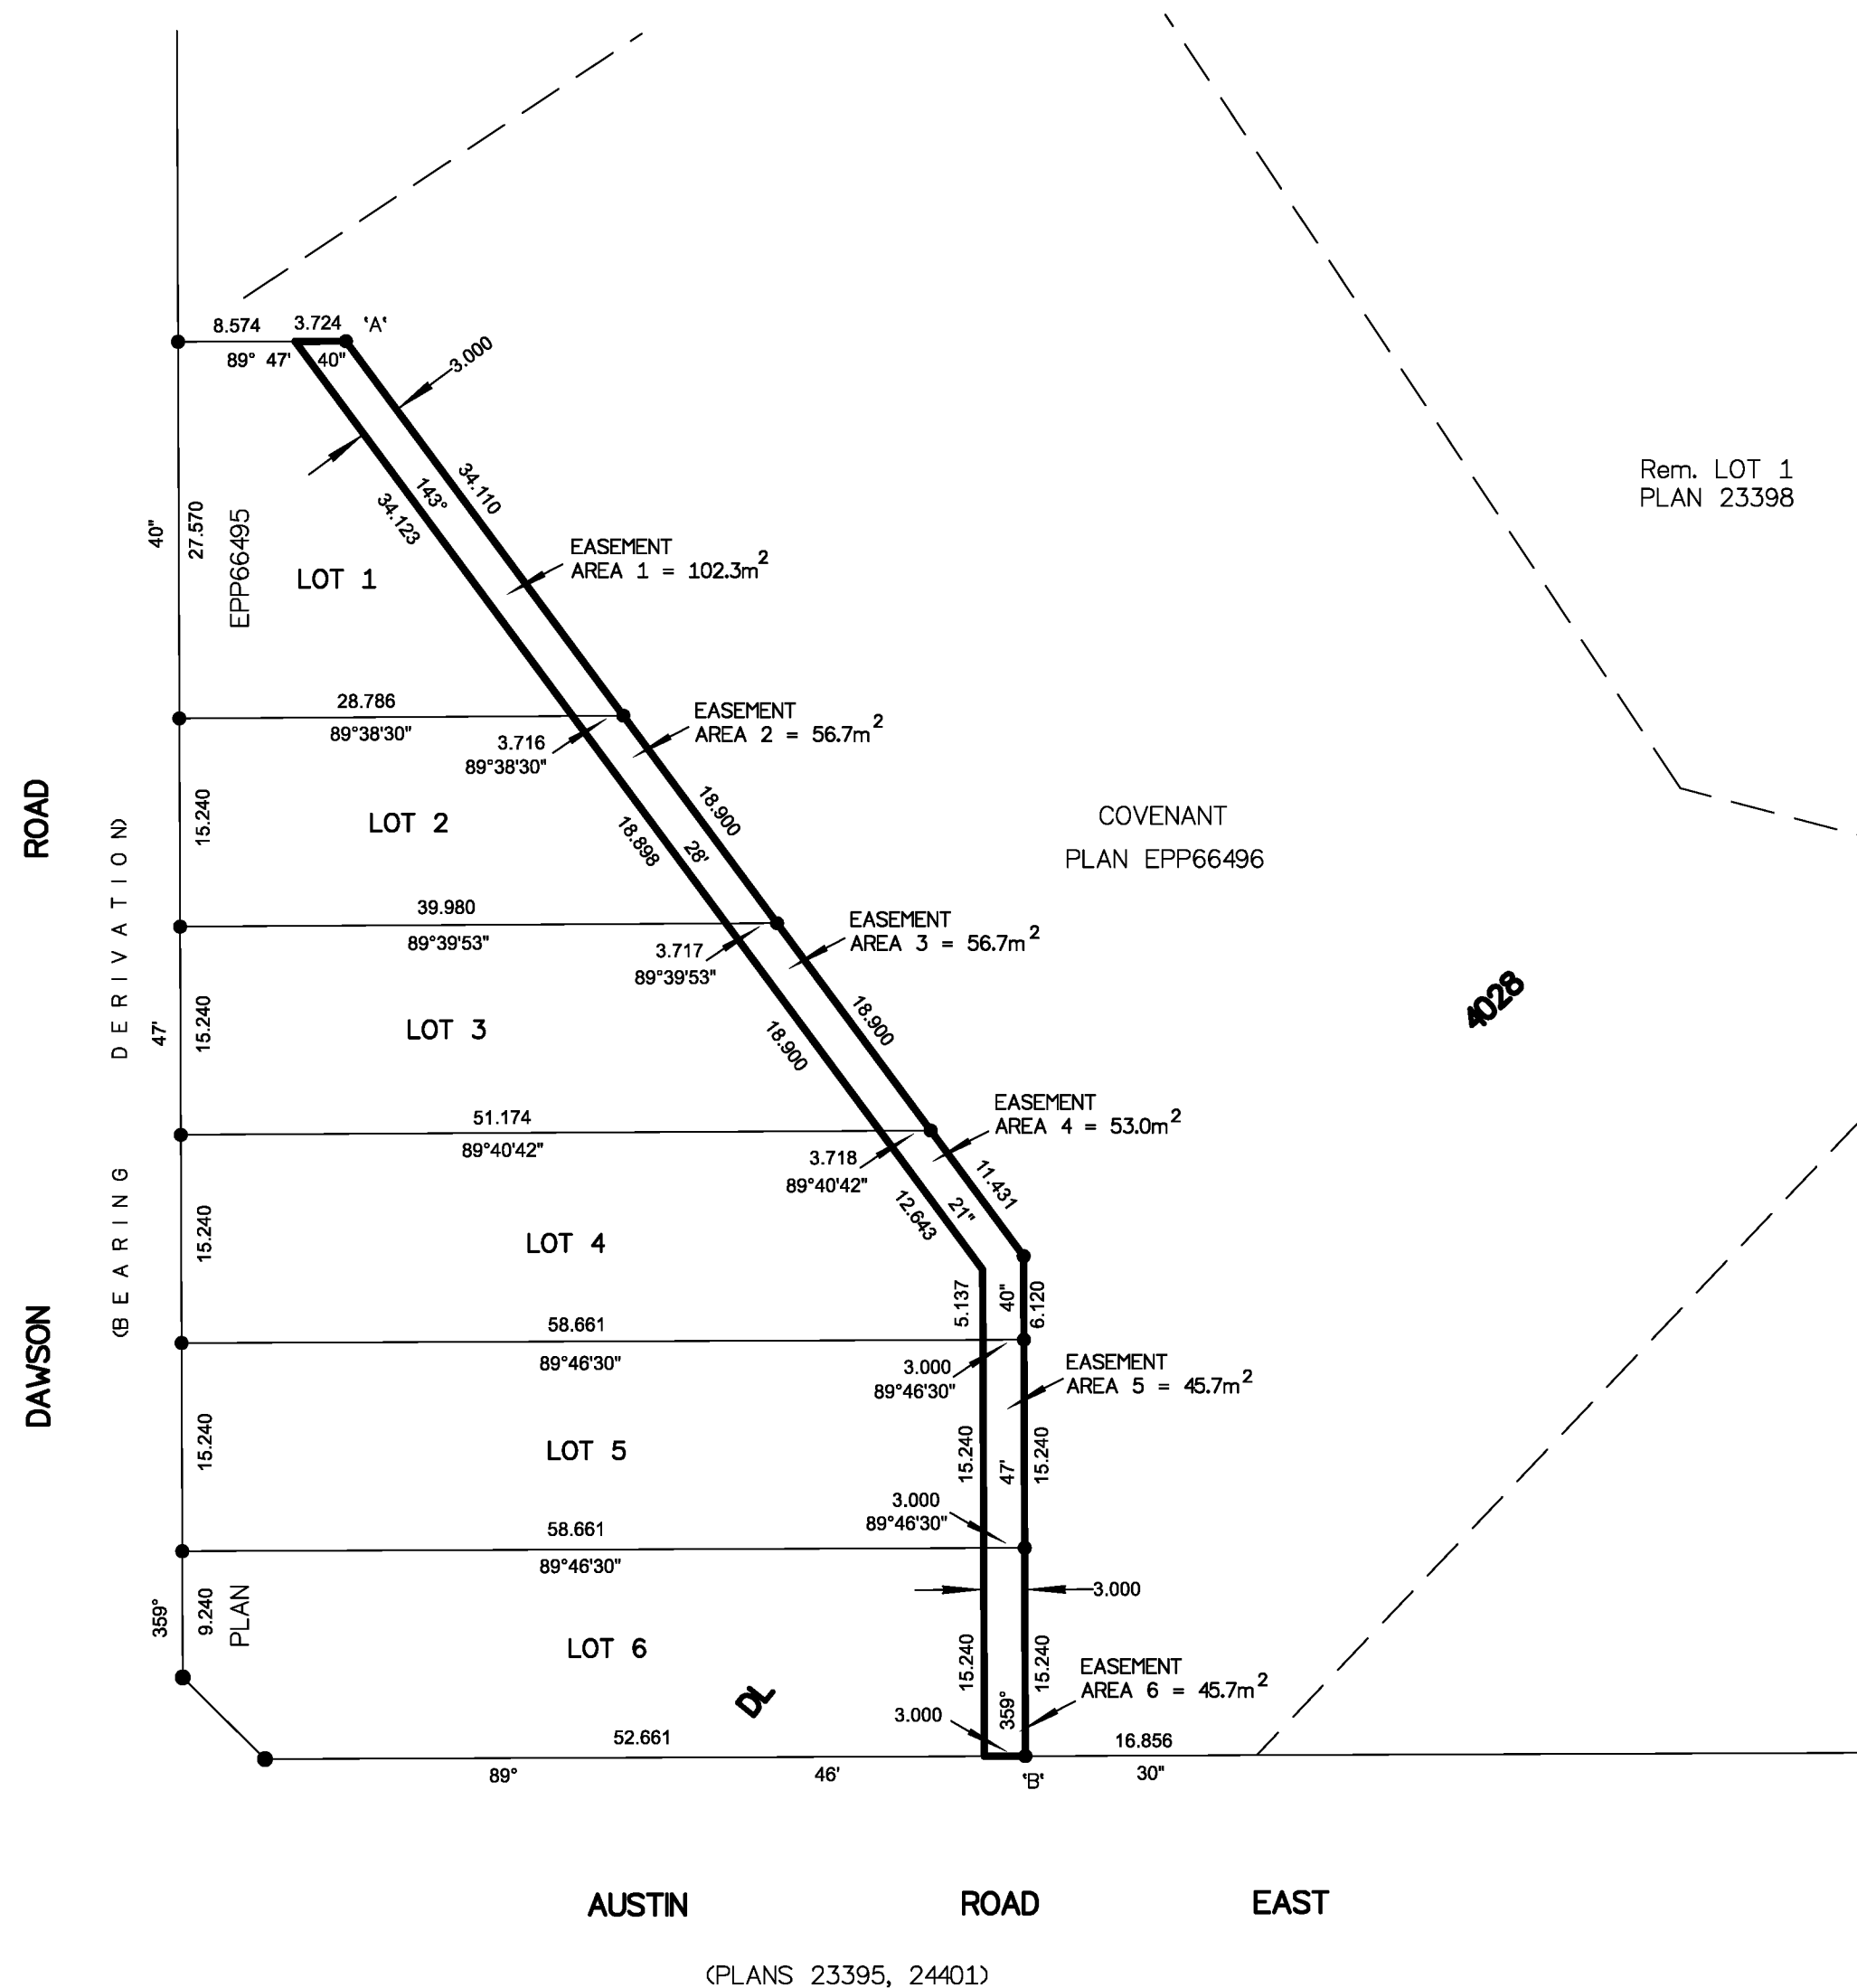 8.574
3.724
'A'
89° 47'
40"
3.000
Rem. LOT 1
PLAN 23398
34.110
143°
34.123
40"
27.570
EPP66495
LOT 1
EASEMENT
AREA 1 = 102.3m²
28.786
89°38'30"
3.716
89°38'30"
EASEMENT
AREA 2 = 56.7m²
ROAD
15.240
LOT 2
18.900
28'
18.898
COVENANT
PLAN EPP66496
39.980
89°39'53"
3.717
89°39'53"
EASEMENT
AREA 3 = 56.7m²
(BEARING DERIVATION)
47'
15.240
LOT 3
18.900
18.900
4028
51.174
89°40'42"
3.718
89°40'42"
EASEMENT
AREA 4 = 53.0m²
15.240
LOT 4
11.431
21"
12.643
5.137
40"
6.120
58.661
89°46'30"
3.000
89°46'30"
EASEMENT
AREA 5 = 45.7m²
DAWSON
15.240
LOT 5
15.240
47'
15.240
3.000
89°46'30"
58.661
89°46'30"
3.000
359°
9.240
PLAN
LOT 6
15.240
359°
15.240
EASEMENT
AREA 6 = 45.7m²
DL
3.000
52.661
16.856
89°
46'
'B'
30"
AUSTIN ROAD EAST
(PLANS 23395, 24401)